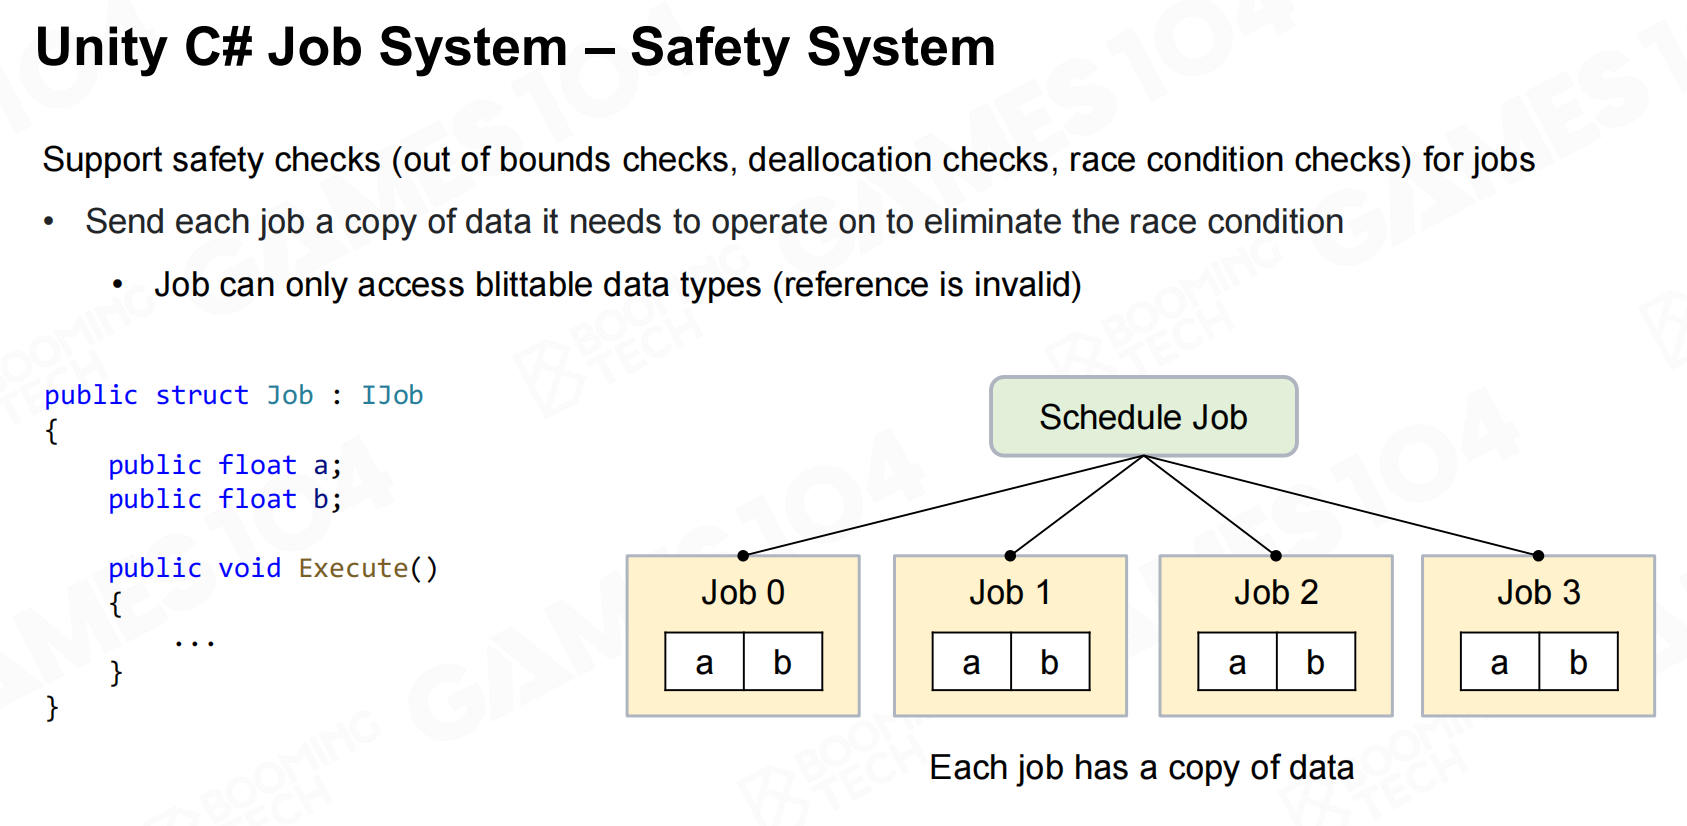 Unity C# Job System – Safety System
Support safety checks (out of bounds checks, deallocation checks, race condition checks) for jobs
• Send each job a copy of data it needs to operate on to eliminate the race condition
• Job can only access blittable data types (reference is invalid)
public struct Job : IJob
{
public float a;
public float b;
public void Execute()
{
...
}
}
Schedule Job
Job 0
a b
Job 1
a b
Job 2
a b
Job 3
a b
Each job has a copy of data
GAMES104
BOOMING TECH